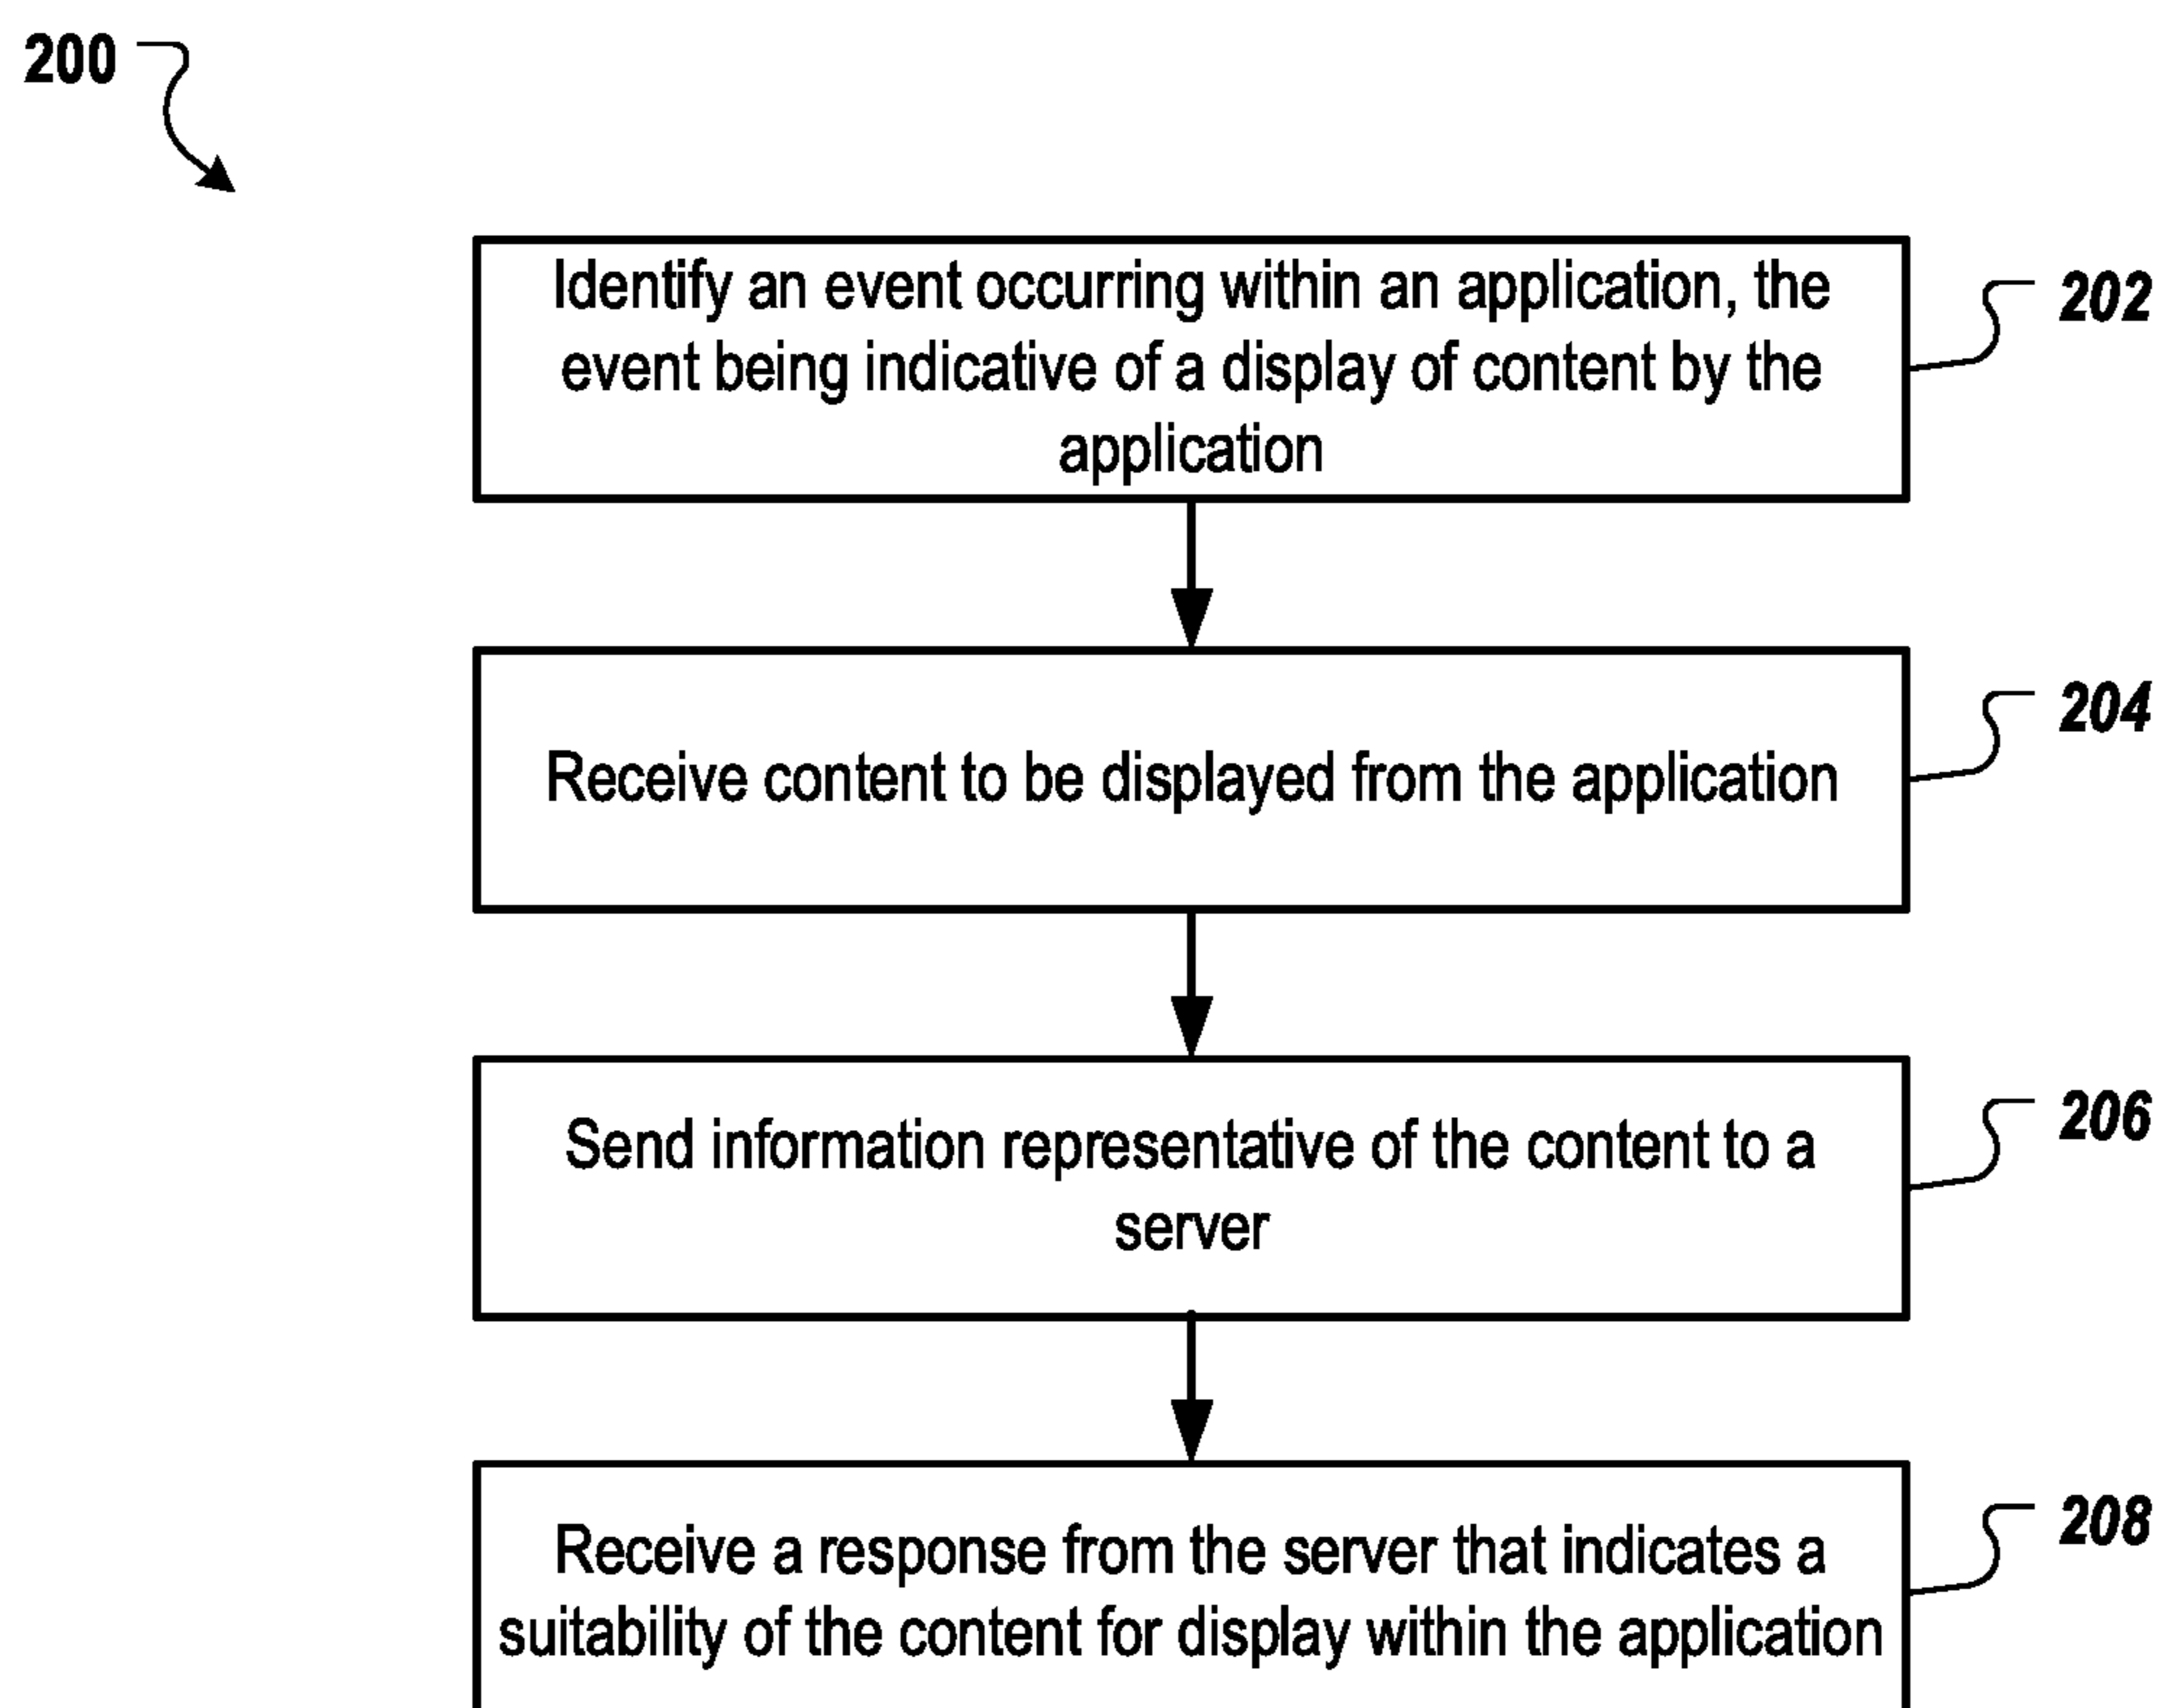 200
Identify an event occurring within an application, the
event being indicative of a display of content by the
application
202
Receive content to be displayed from the application
204
Send information representative of the content to a
server
206
Receive a response from the server that indicates a
suitability of the content for display within the application
208